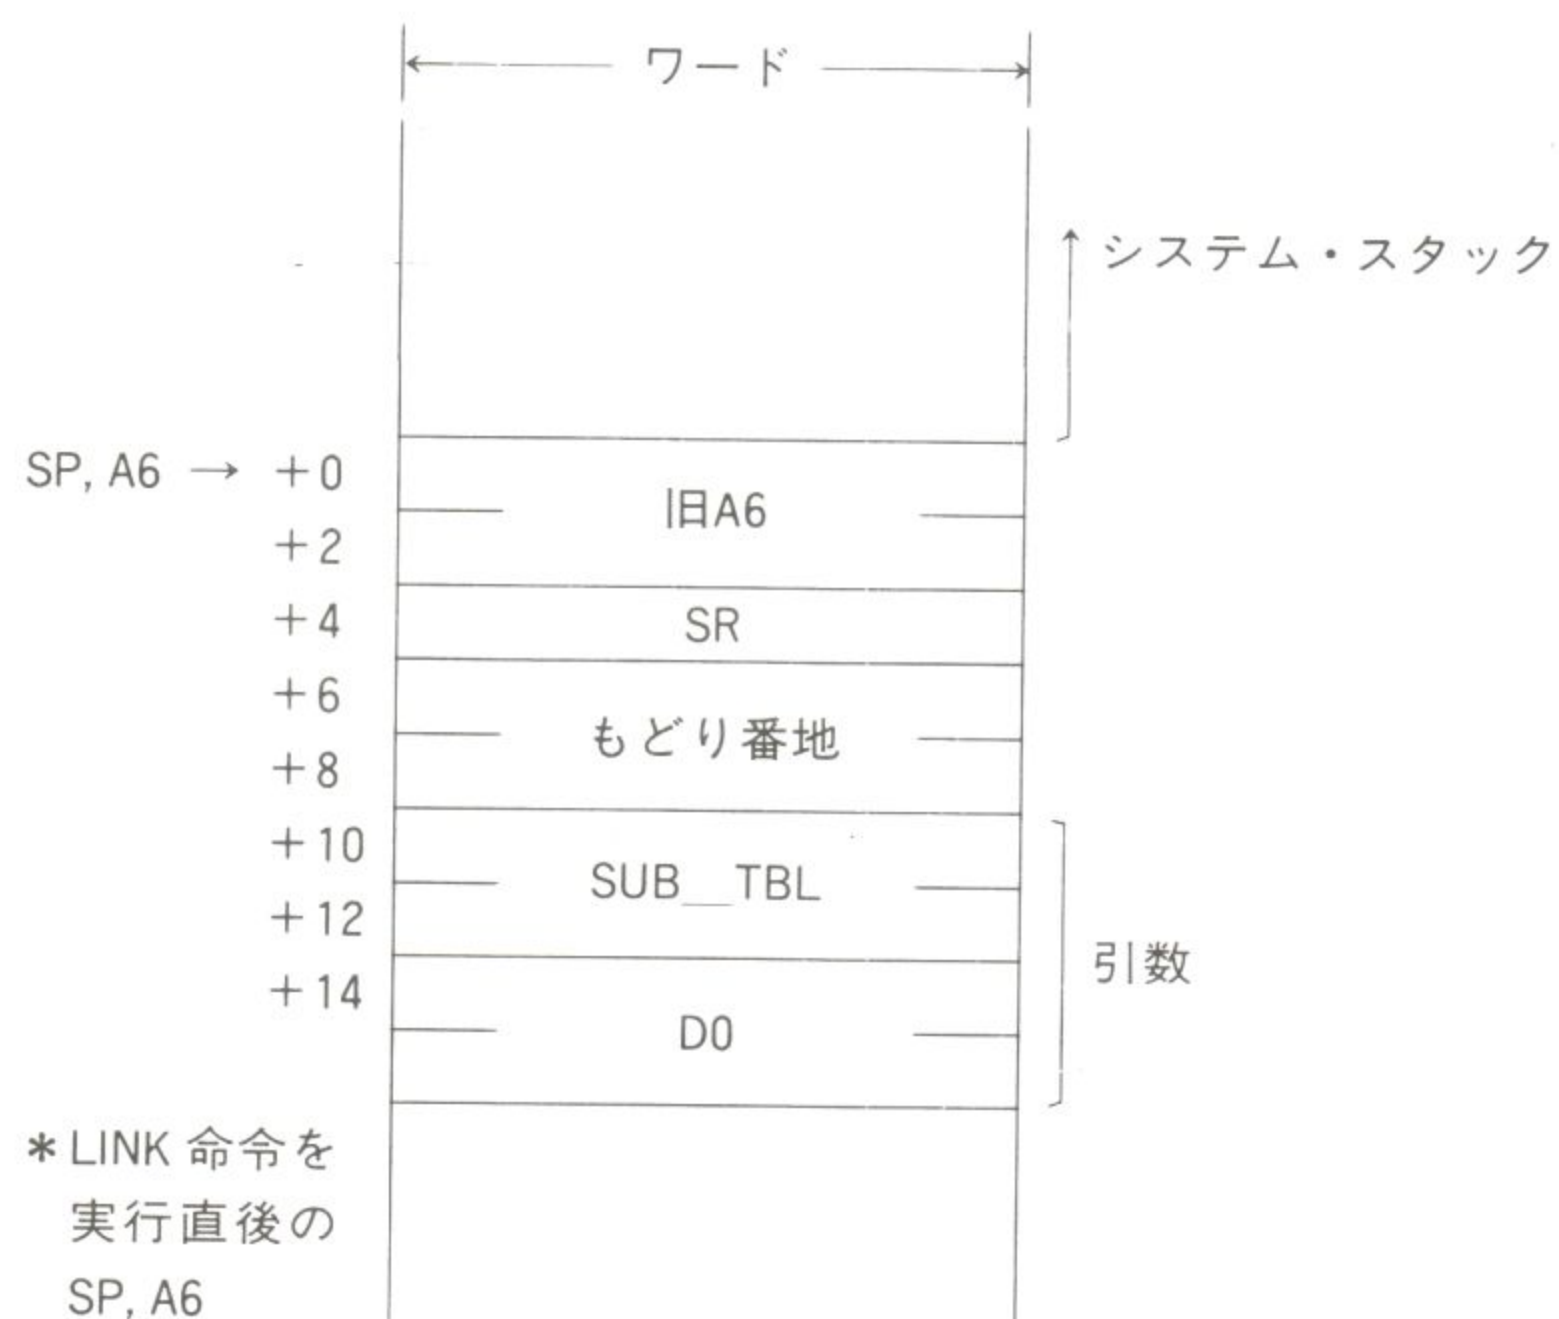 ワード
システム・スタック
SP, A6 → +0
旧A6
+2
+4
SR
+6
もどり番地
+8
+10
SUB__TBL
+12
引数
+14
D0
*LINK 命令を
実行直後の
SP, A6